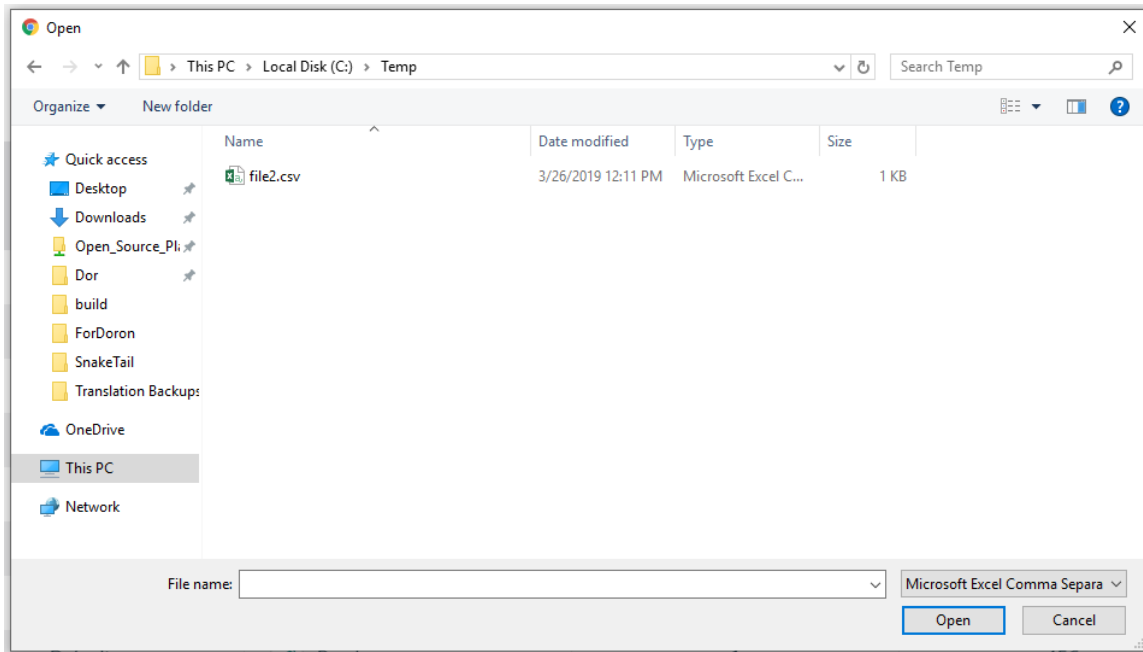 Open
This PC > Local Disk (C:) > Temp
Search Temp
Organize
New folder
Name
Date modified
Type
Size
Quick access
file2.csv
3/26/2019 12:11 PM
Microsoft Excel C...
1 KB
Desktop
Downloads
Open_Source_Pl
Dor
build
ForDoron
SnakeTail
Translation Backups
OneDrive
This PC
Network
File name:
Microsoft Excel Comma Separa
Open
Cancel